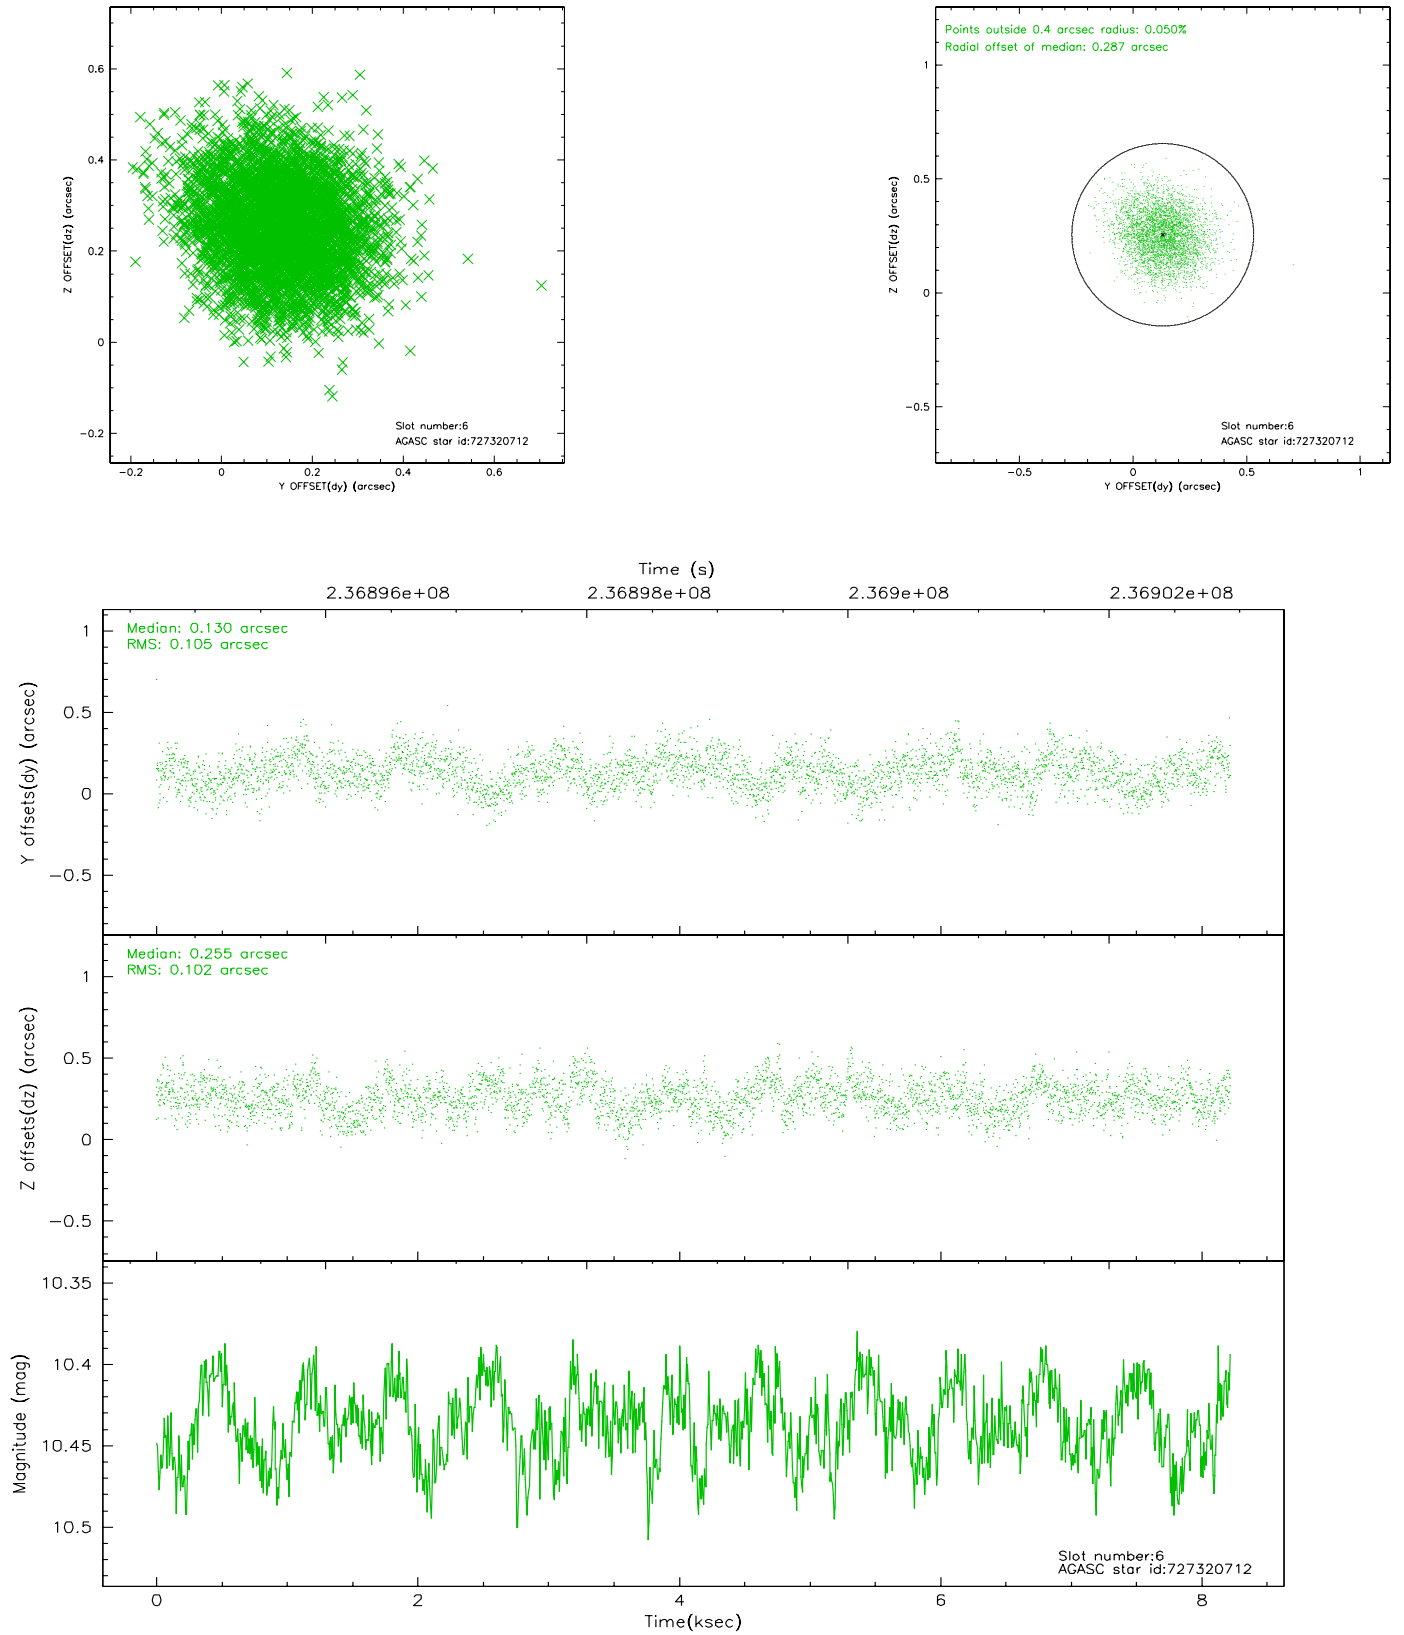 0.6
0.4
0.2
0
−0.2
−0.2
0
0.2
0.4
0.6
Z OFFSET(dz) (arcsec)
Y OFFSET(dy) (arcsec)
Slot number:6
AGASC star id:727320712
Points outside 0.4 arcsec radius: 0.050%
Radial offset of median: 0.287 arcsec
1
0.5
0
−0.5
−0.5
0
0.5
1
Z OFFSET(dz) (arcsec)
Y OFFSET(dy) (arcsec)
Slot number:6
AGASC star id:727320712
Time (s)
2.36896e+08
2.36898e+08
2.369e+08
2.36902e+08
Median: 0.130 arcsec
RMS: 0.105 arcsec
1
0.5
0
−0.5
Y offsets(dy) (arcsec)
Median: 0.255 arcsec
RMS: 0.102 arcsec
1
0.5
0
−0.5
Z offsets(dz) (arcsec)
10.35
10.4
10.45
10.5
Magnitude (mag)
Slot number:6
AGASC star id:727320712
0
2
4
6
8
Time(ksec)